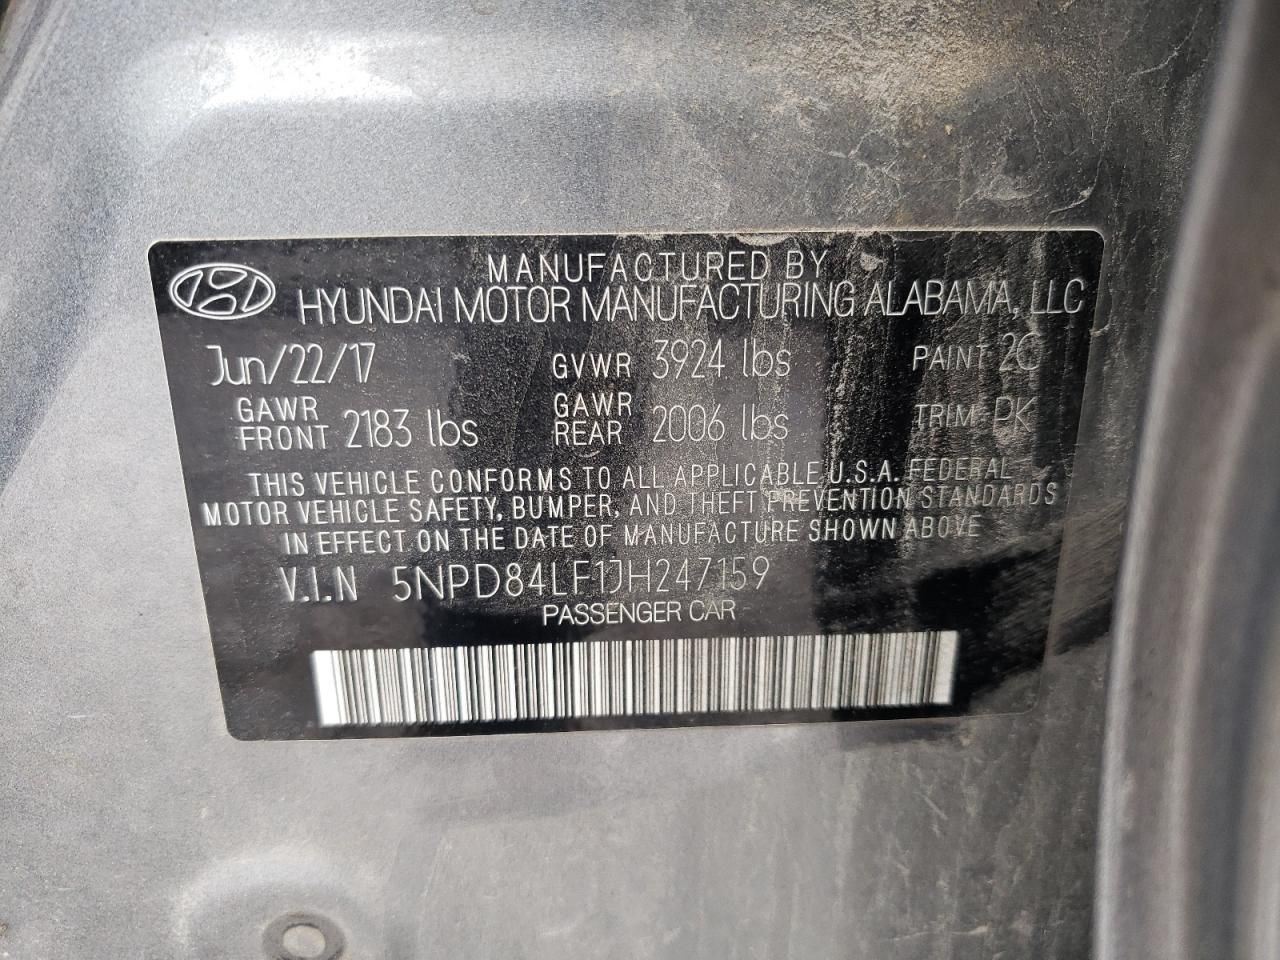 MANUFACTURED BY
HYUNDAI MOTOR MANUFACTURING ALABAMA, LLC
Jun/22/17 GVWR 3924 lbs PAINT 2C
GAWR FRONT 2183 lbs GAWR REAR 2006 lbs TRIM PK
THIS VEHICLE CONFORMS TO ALL APPLICABLE U.S.A. FEDERAL
MOTOR VEHICLE SAFETY, BUMPER, AND THEFT PREVENTION STANDARDS
IN EFFECT ON THE DATE OF MANUFACTURE SHOWN ABOVE
V.I.N 5NPD84LF1JH247159
PASSENGER CAR